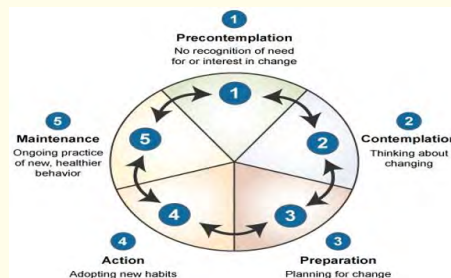 1
Precontemplation
No recognition of need
for or interest in change
1
5
Maintenance
Ongoing practice
of new, healthier
behavior
5
2
2
Contemplation
Thinking about
changing
4
3
4
Action
Adopting new habits
3
Preparation
Planning for change